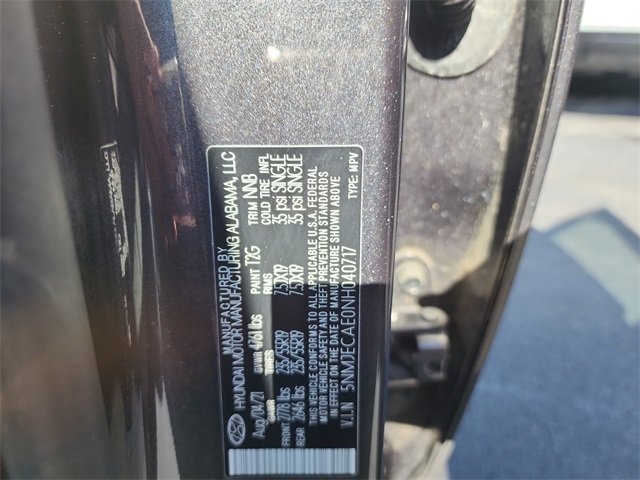 MANUFACTURED BY
HYUNDAI MOTOR MANUFACTURING ALABAMA, LLC
Aug/04/21 GVWR 4761 lbs PAINT T2G TRIM NNB
GAWR TIRES RIMS COLD TIRE INFL
FRONT 2778 lbs 235/55R19 7.5JX19 35 psi SINGLE
REAR 2646 lbs 235/55R19 7.5JX19 35 psi SINGLE
THIS VEHICLE CONFORMS TO ALL APPLICABLE U.S.A. FEDERAL
MOTOR VEHICLE SAFETY AND THEFT PREVENTION STANDARDS
IN EFFECT ON THE DATE OF MANUFACTURE SHOWN ABOVE
V.I.N 5NMJECAE0NH040717 TYPE: MPV